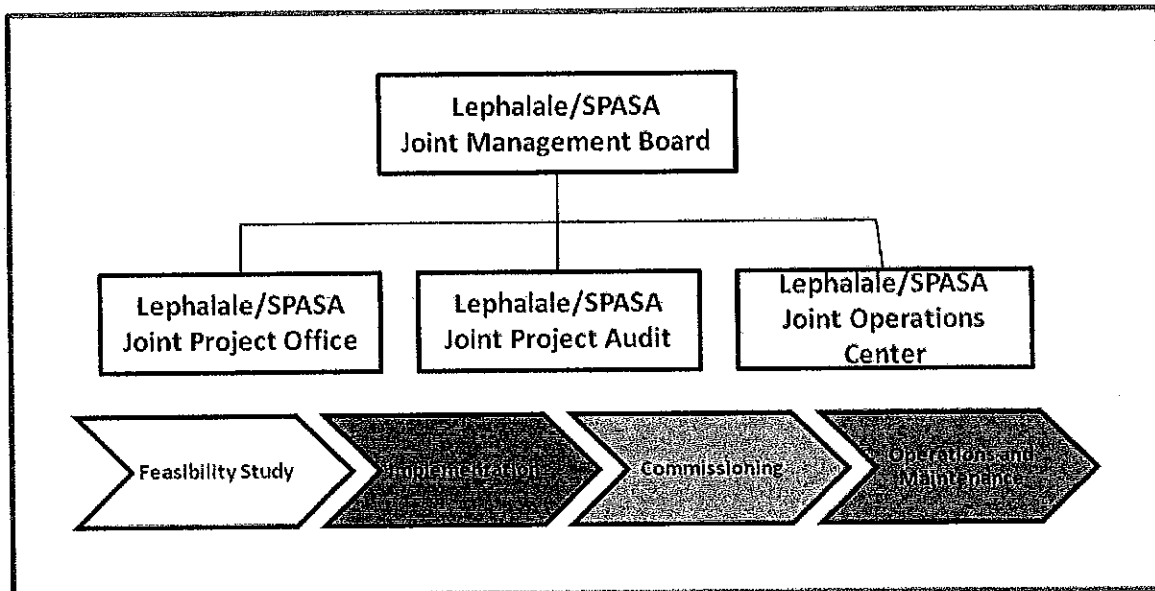 Lephalale/SPASA
Joint Management Board
Lephalale/SPASA
Joint Project Office
Lephalale/SPASA
Joint Project Audit
Lephalale/SPASA
Joint Operations
Center
Feasibility Study
Implementation
Commissioning
Operations and
Maintenance